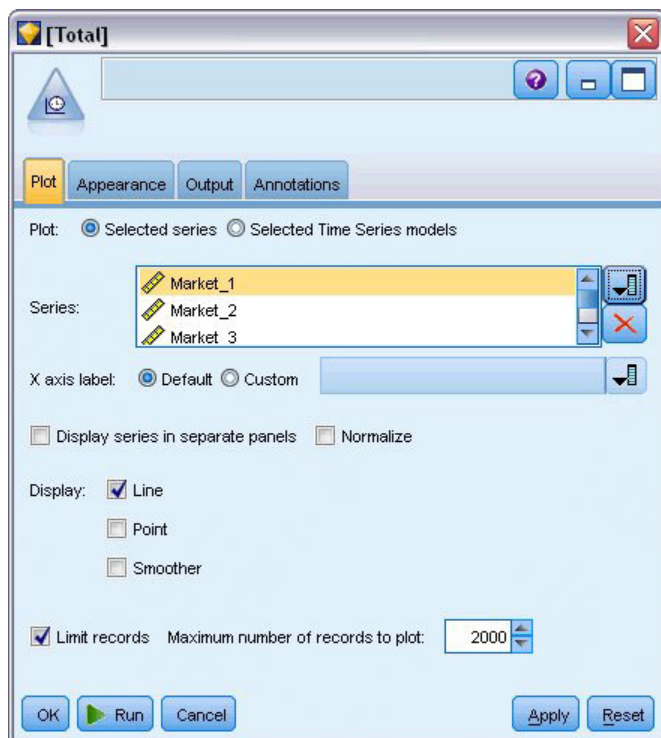 [Total]
Plot Appearance Output Annotations
Plot: Selected series Selected Time Series models
Series:
Market_1
Market_2
Market_3
X axis label: Default Custom
Display series in separate panels Normalize
Display: Line
Point
Smoother
Limit records Maximum number of records to plot: 2000
OK Run Cancel Apply Reset